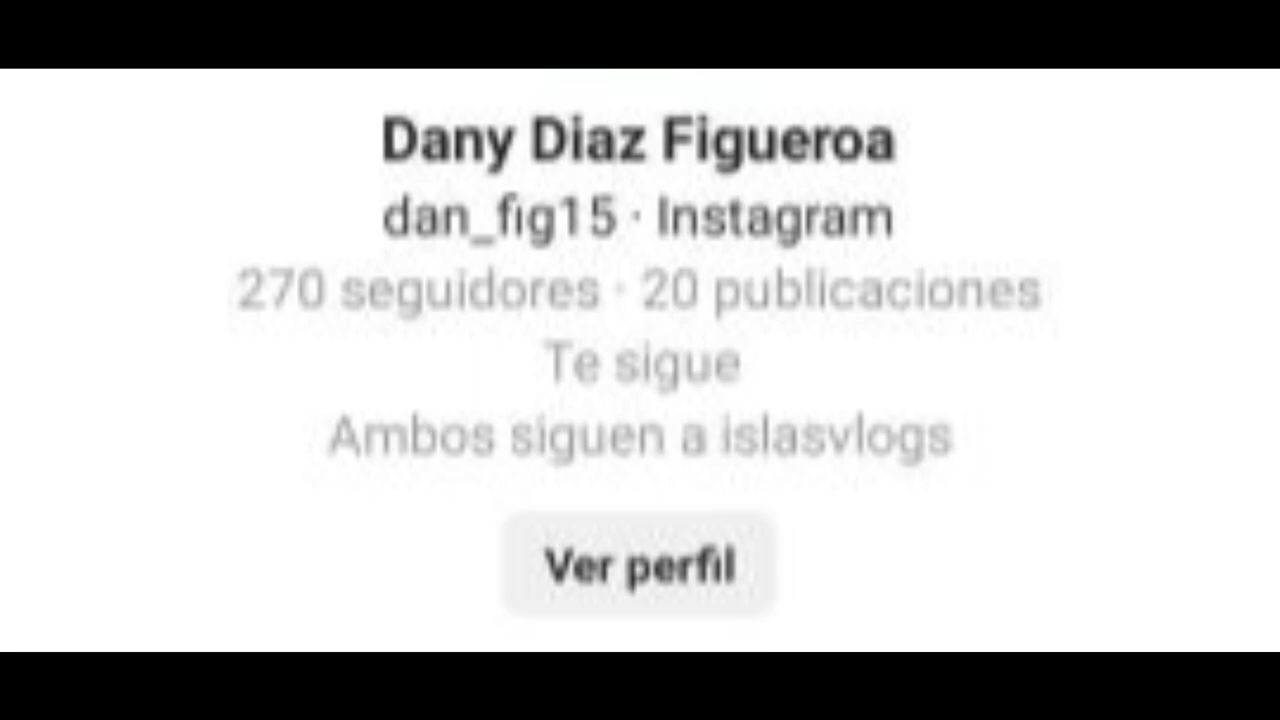 Dany Diaz Figueroa
dan_fig15 · Instagram
270 seguidores · 20 publicaciones
Te sigue
Ambos siguen a islasvlogs
Ver perfil